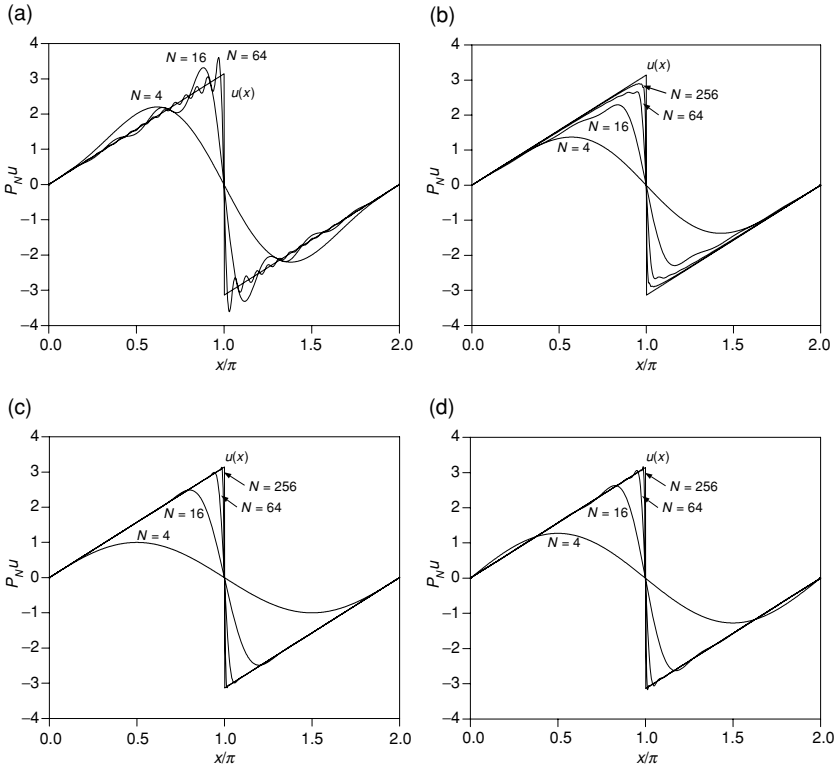 (a)
4
3
2
1
0
−1
−2
−3
−4
P_N u
N = 16
N = 64
N = 4
u(x)
0.0 0.5 1.0 1.5 2.0
x/π
(b)
4
3
2
1
0
−1
−2
−3
−4
P_N u
u(x)
N = 256
N = 64
N = 16
N = 4
0.0 0.5 1.0 1.5 2.0
x/π
(c)
4
3
2
1
0
−1
−2
−3
−4
P_N u
u(x)
N = 256
N = 64
N = 16
N = 4
0.0 0.5 1.0 1.5 2.0
x/π
(d)
4
3
2
1
0
−1
−2
−3
−4
P_N u
u(x)
N = 256
N = 64
N = 16
N = 4
0.0 0.5 1.0 1.5 2.0
x/π